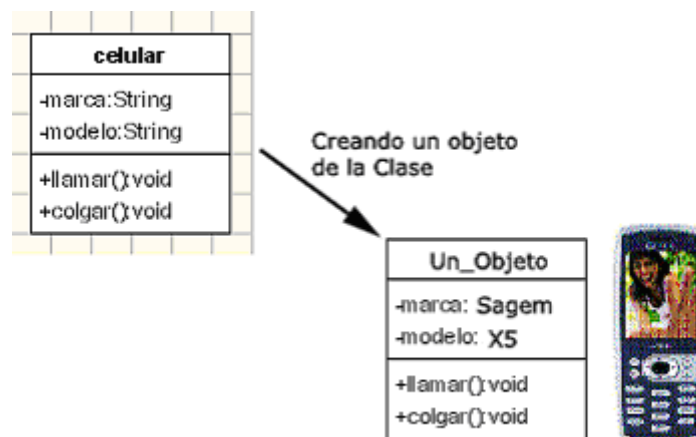 celular
-marca:String
-modelo:String
+llamar():void
+colgar():void
Creando un objeto
de la Clase
Un_Objeto
-marca: Sagem
-modelo: X5
+llamar():void
+colgar():void